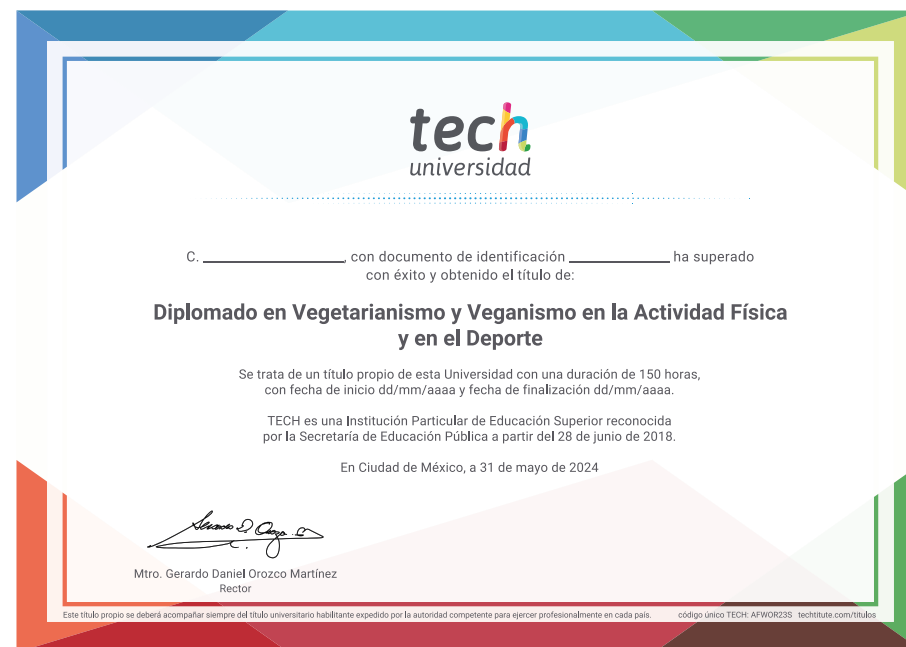 tech
universidad
C. ____________, con documento de identificación ____________ ha superado
con éxito y obtenido el título de:
Diplomado en Vegetarianismo y Veganismo en la Actividad Física
y en el Deporte
Se trata de un título propio de esta Universidad con una duración de 150 horas,
con fecha de inicio dd/mm/aaaa y fecha de finalización dd/mm/aaaa.
TECH es una Institución Particular de Educación Superior reconocida
por la Secretaría de Educación Pública a partir del 28 de junio de 2018.
En Ciudad de México, a 31 de mayo de 2024
Mtro. Gerardo Daniel Orozco Martínez
Rector
Este título propio se deberá acompañar siempre del título universitario habilitante expedido por la autoridad competente para ejercer profesionalmente en cada país. código único TECH: AFWOR23S techtitute.com/titulos